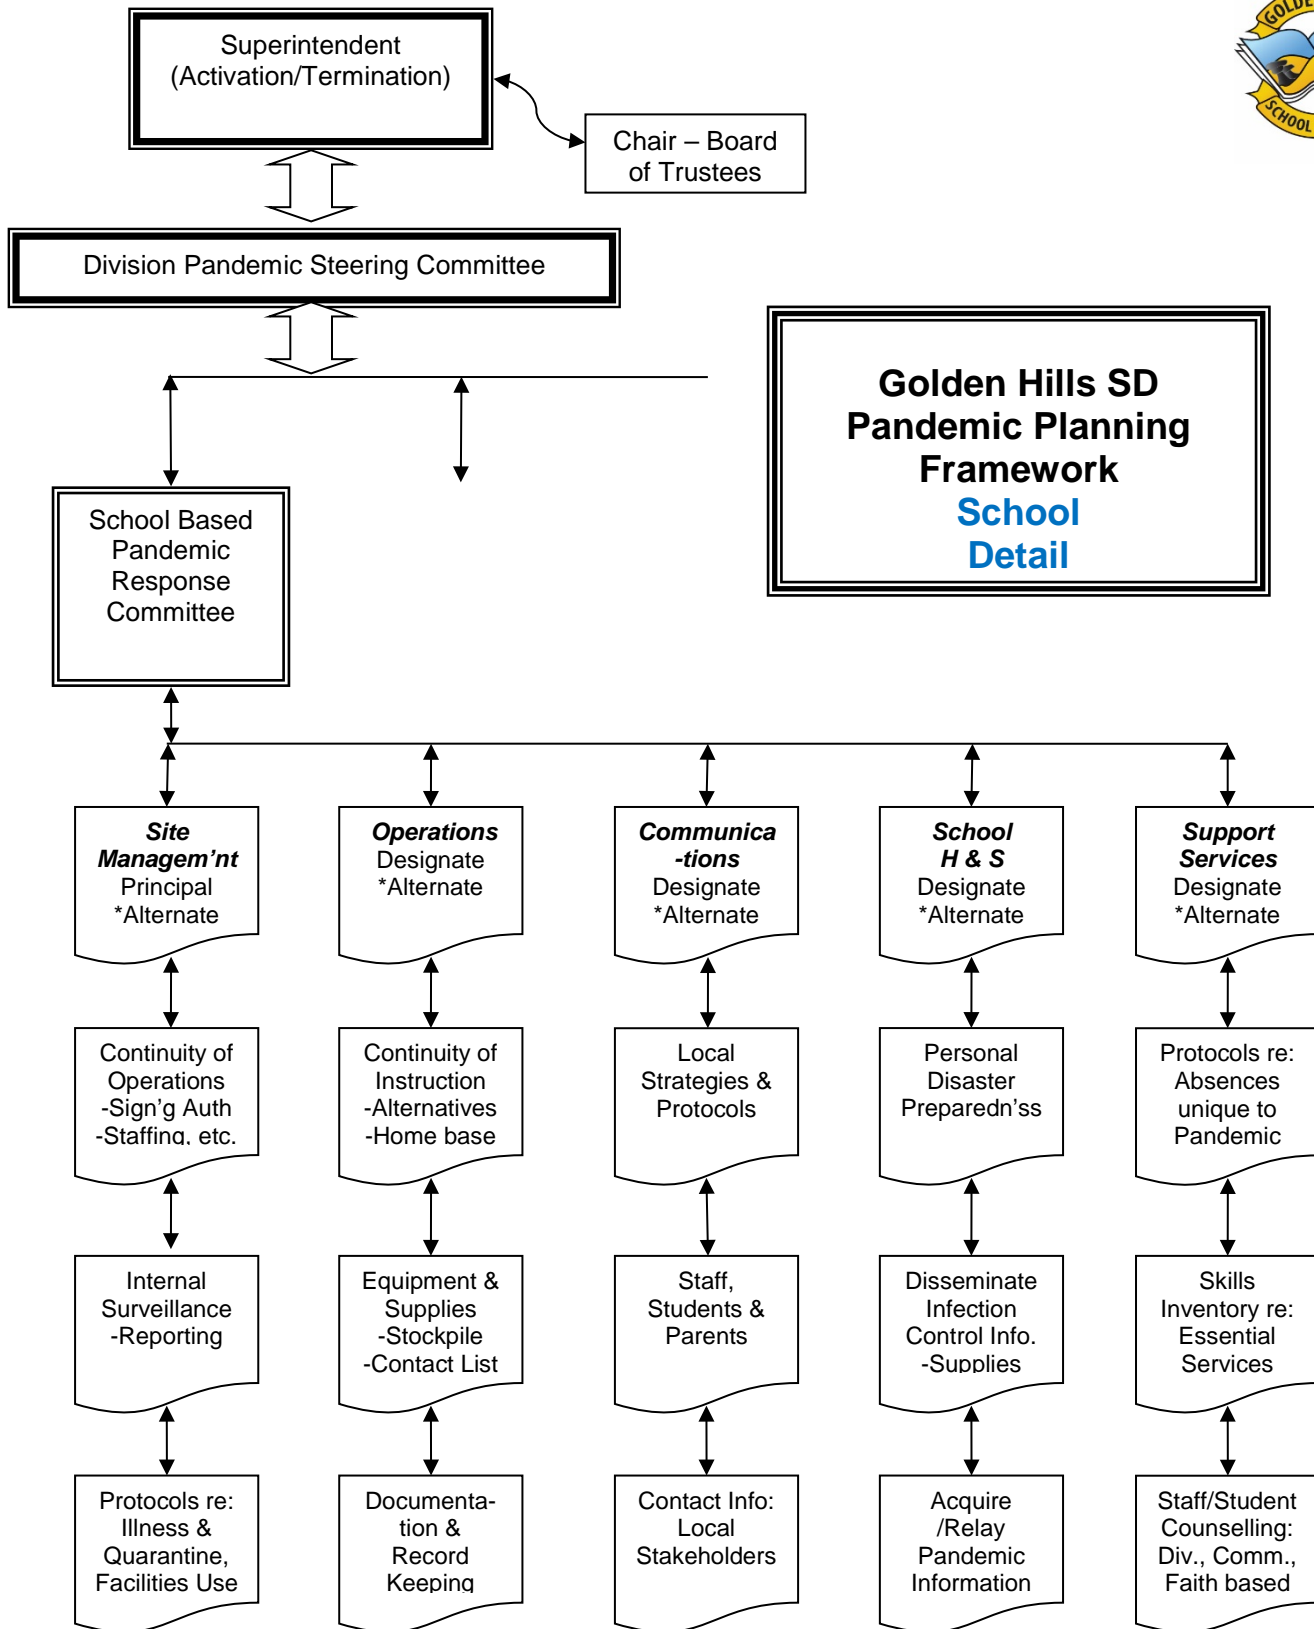 GOLDEN
SCHOOL
Superintendent
(Activation/Termination)
Chair – Board
of Trustees
Division Pandemic Steering Committee
Golden Hills SD
Pandemic Planning
Framework
School
Detail
School Based
Pandemic
Response
Committee
Site
Managem'nt
Principal
*Alternate
Operations
Designate
*Alternate
Communica
-tions
Designate
*Alternate
School
H & S
Designate
*Alternate
Support
Services
Designate
*Alternate
Continuity of
Operations
-Sign'g Auth
-Staffing, etc.
Continuity of
Instruction
-Alternatives
-Home base
Local
Strategies &
Protocols
Personal
Disaster
Preparedn'ss
Protocols re:
Absences
unique to
Pandemic
Internal
Surveillance
-Reporting
Equipment &
Supplies
-Stockpile
-Contact List
Staff,
Students &
Parents
Disseminate
Infection
Control Info.
-Supplies
Skills
Inventory re:
Essential
Services
Protocols re:
Illness &
Quarantine,
Facilities Use
Documenta-
tion &
Record
Keeping
Contact Info:
Local
Stakeholders
Acquire
/Relay
Pandemic
Information
Staff/Student
Counselling:
Div., Comm.,
Faith based